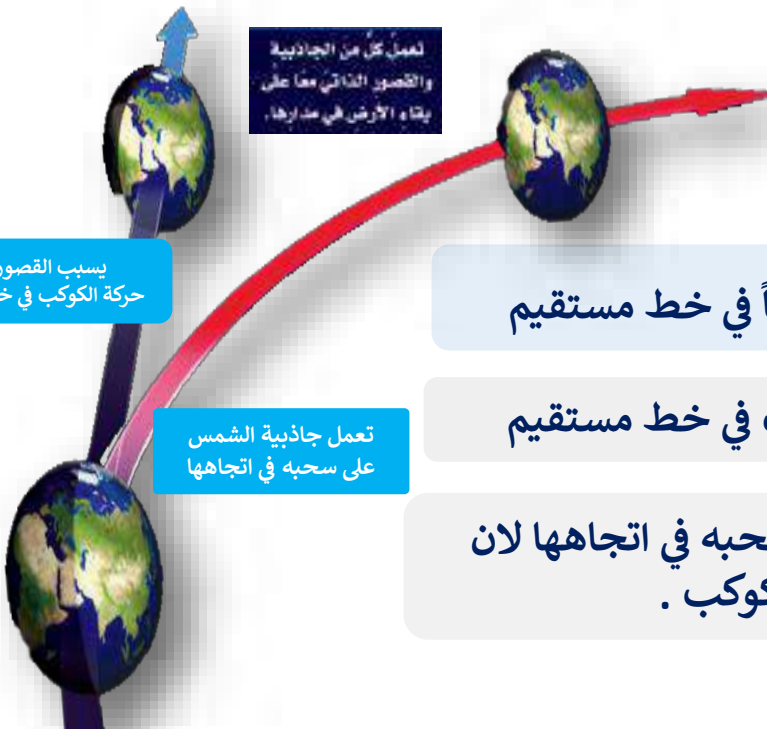 تعمل كل من الجاذبية
والقصور الذاتي معا على
بقاء الأرض في مدارها.
يسبب القصور
حركة الكوكب في
اً في خط مستقيم
في خط مستقيم
تعمل جاذبية الشمس
على سحبه في اتجاهها
حبه في اتجاهها لان
كوكب .